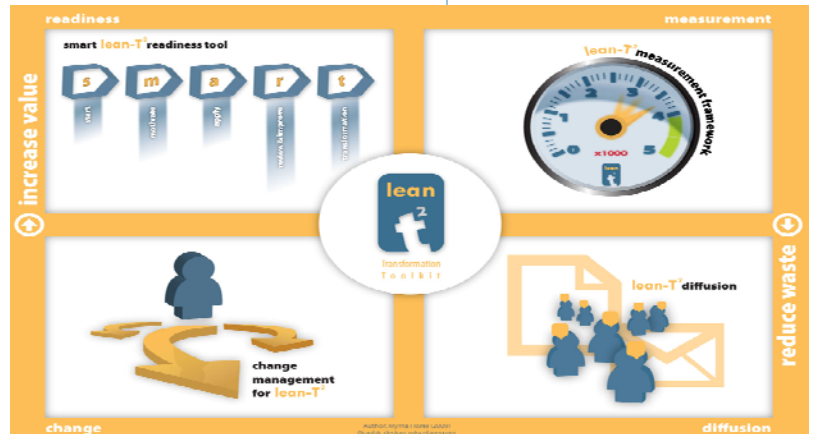 readiness
measurement
smart lean-T² readiness tool
s m a r t
start
motivate
apply
review & improve
transformation
lean-T² measurement framework
0 1 2 3 4 5
x1000
increase value
lean
t²
Transformation
Toolkit
reduce waste
change
management
for lean-T²
lean-T² diffusion
change
diffusion